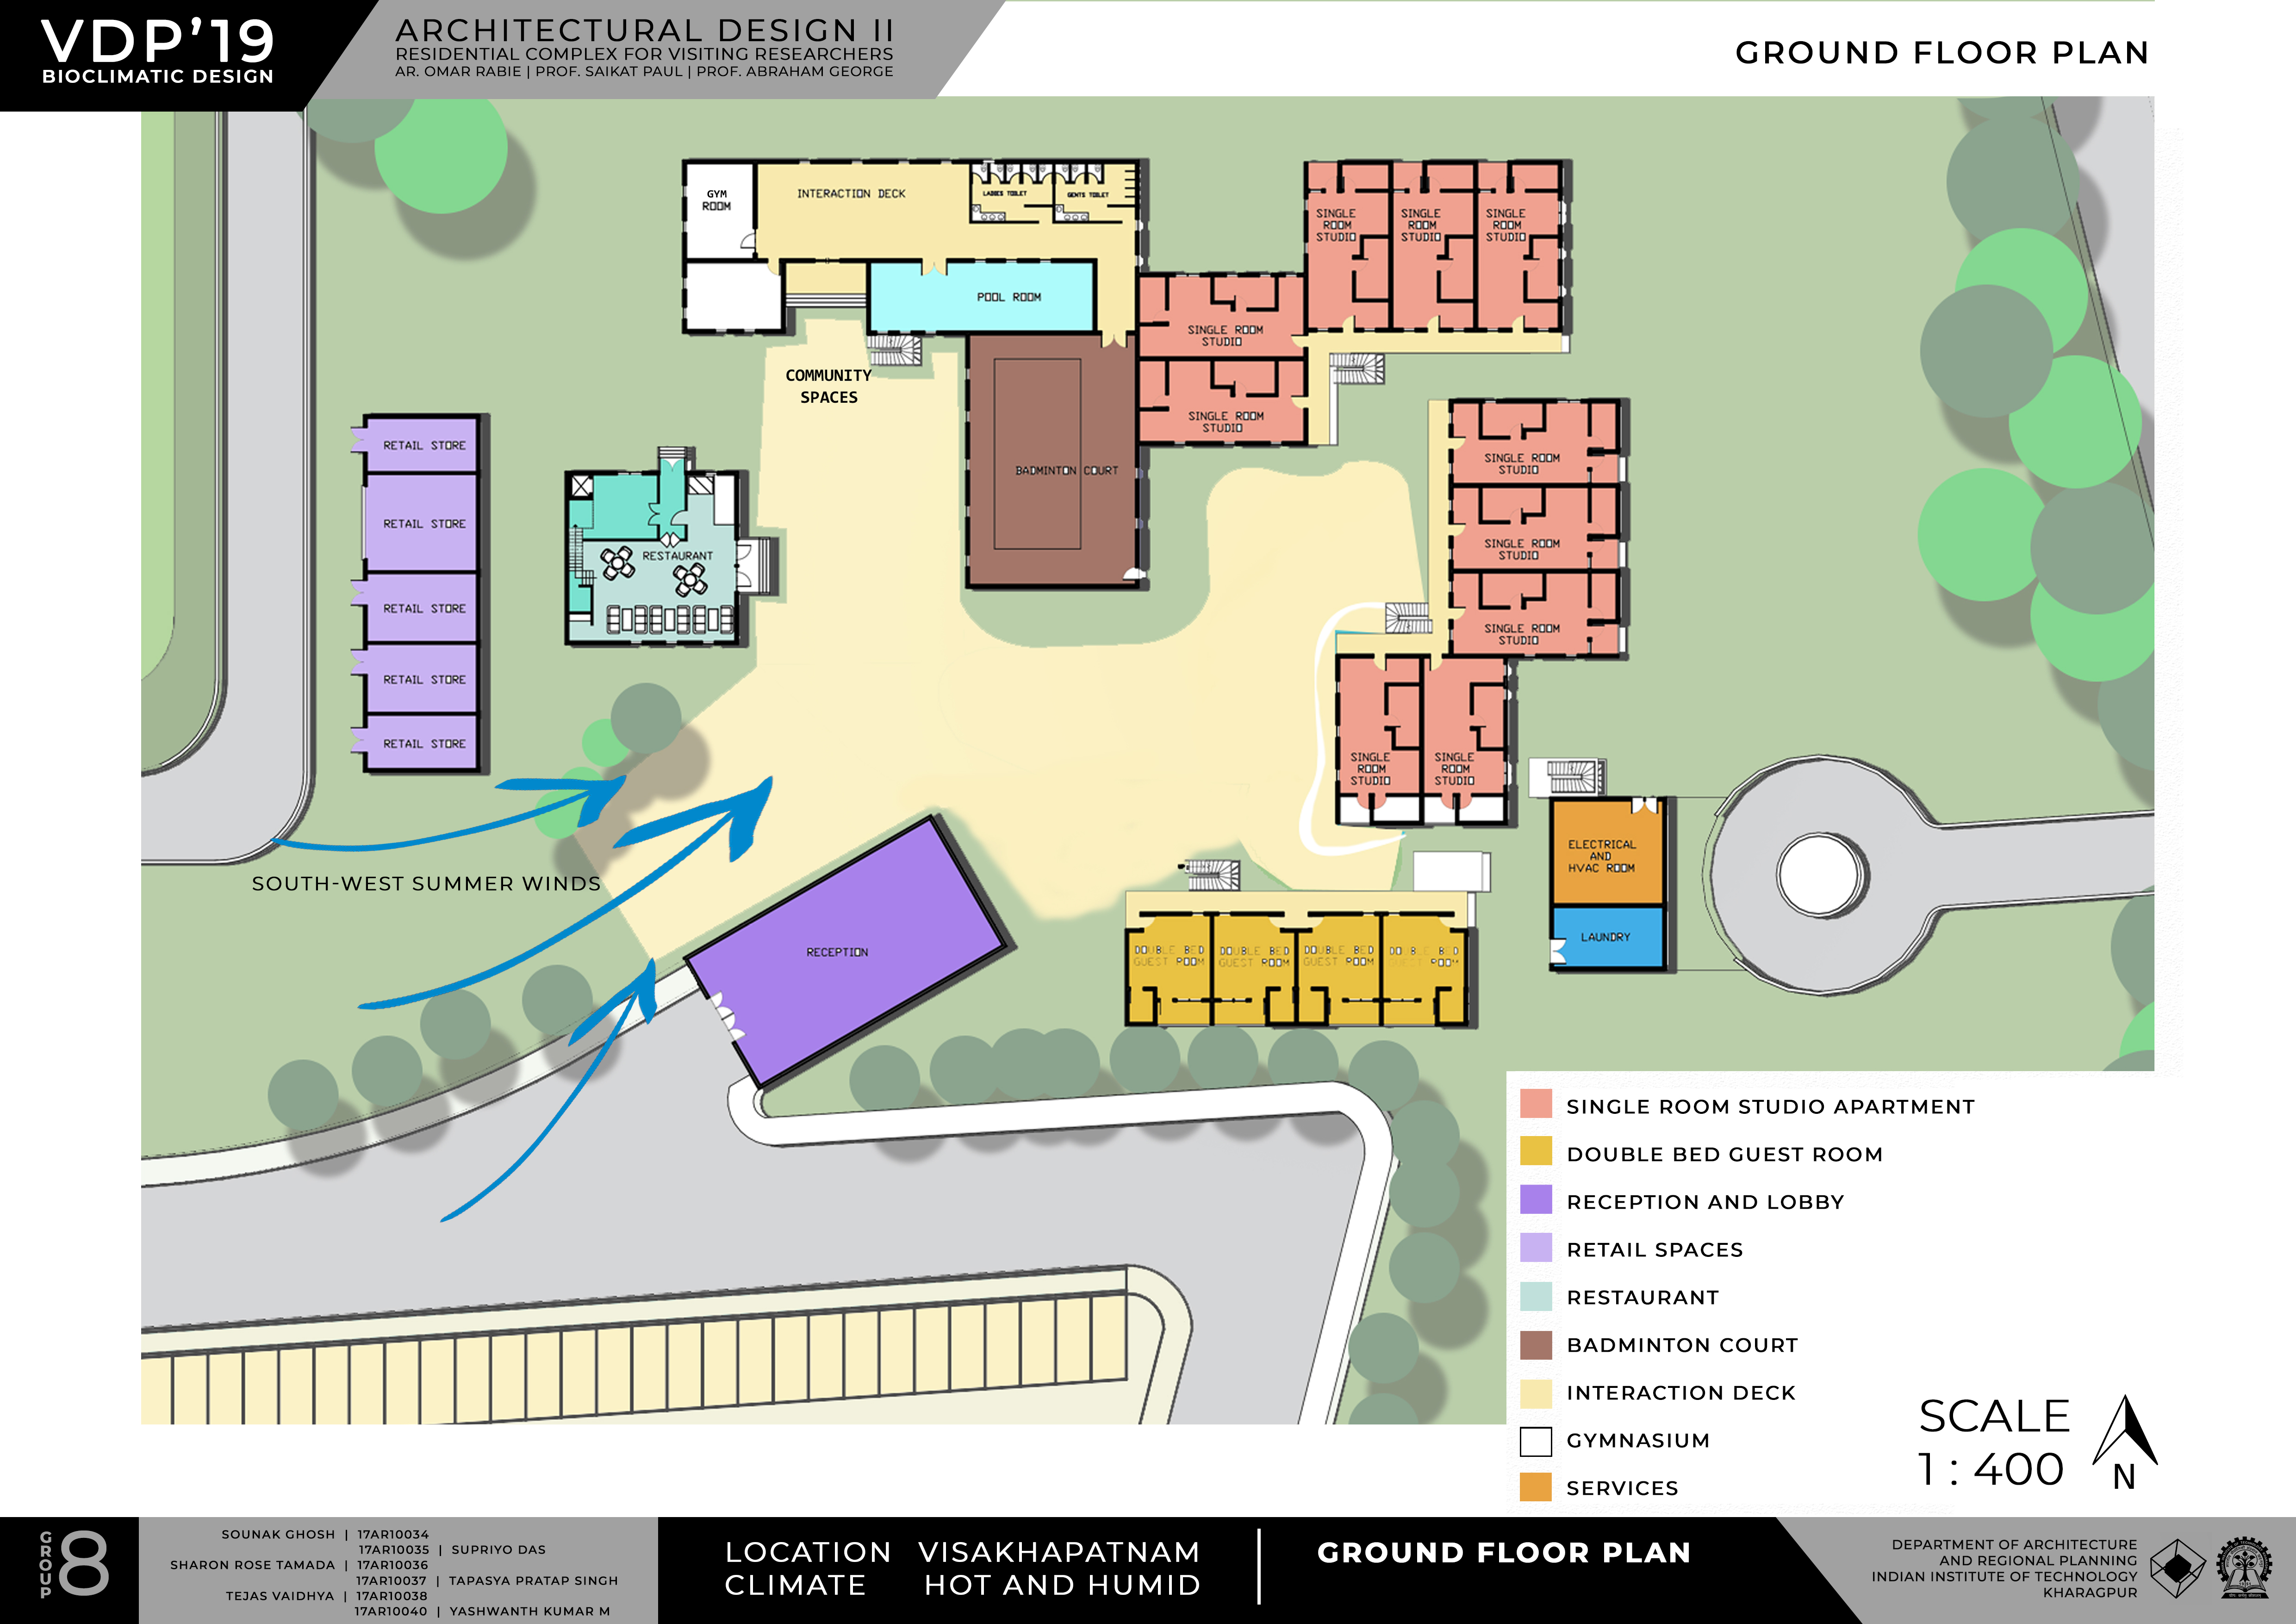 VDP'19
BIOCLIMATIC DESIGN
ARCHITECTURAL DESIGN II
RESIDENTIAL COMPLEX FOR VISITING RESEARCHERS
AR. OMAR RABIE | PROF. SAIKAT PAUL | PROF. ABRAHAM GEORGE
GROUND FLOOR PLAN
GYM
ROOM
INTERACTION DECK
LADIES TOILET
GENTS TOILET
POOL ROOM
SINGLE
ROOM
STUDIO
SINGLE
ROOM
STUDIO
SINGLE
ROOM
STUDIO
SINGLE ROOM
STUDIO
SINGLE ROOM
STUDIO
COMMUNITY
SPACES
BADMINTON COURT
RETAIL STORE
RETAIL STORE
RETAIL STORE
RETAIL STORE
RETAIL STORE
RESTAURANT
SINGLE ROOM
STUDIO
SINGLE ROOM
STUDIO
SINGLE ROOM
STUDIO
SINGLE
ROOM
STUDIO
SINGLE
ROOM
STUDIO
SOUTH-WEST SUMMER WINDS
RECEPTION
DOUBLE BED
GUEST ROOM
DOUBLE BED
GUEST ROOM
DOUBLE BED
GUEST ROOM
DOUBLE BED
GUEST ROOM
ELECTRICAL
AND
HVAC ROOM
LAUNDRY
SINGLE ROOM STUDIO APARTMENT
DOUBLE BED GUEST ROOM
RECEPTION AND LOBBY
RETAIL SPACES
RESTAURANT
BADMINTON COURT
INTERACTION DECK
GYMNASIUM
SERVICES
SCALE
1 : 400
N
GROUP
8
SOUNAK GHOSH | 17AR10034
17AR10035 | SUPRIYO DAS
SHARON ROSE TAMADA | 17AR10036
17AR10037 | TAPASYA PRATAP SINGH
TEJAS VAIDHYA | 17AR10038
17AR10040 | YASHWANTH KUMAR M
LOCATION VISAKHAPATNAM
CLIMATE HOT AND HUMID
GROUND FLOOR PLAN
DEPARTMENT OF ARCHITECTURE
AND REGIONAL PLANNING
INDIAN INSTITUTE OF TECHNOLOGY
KHARAGPUR